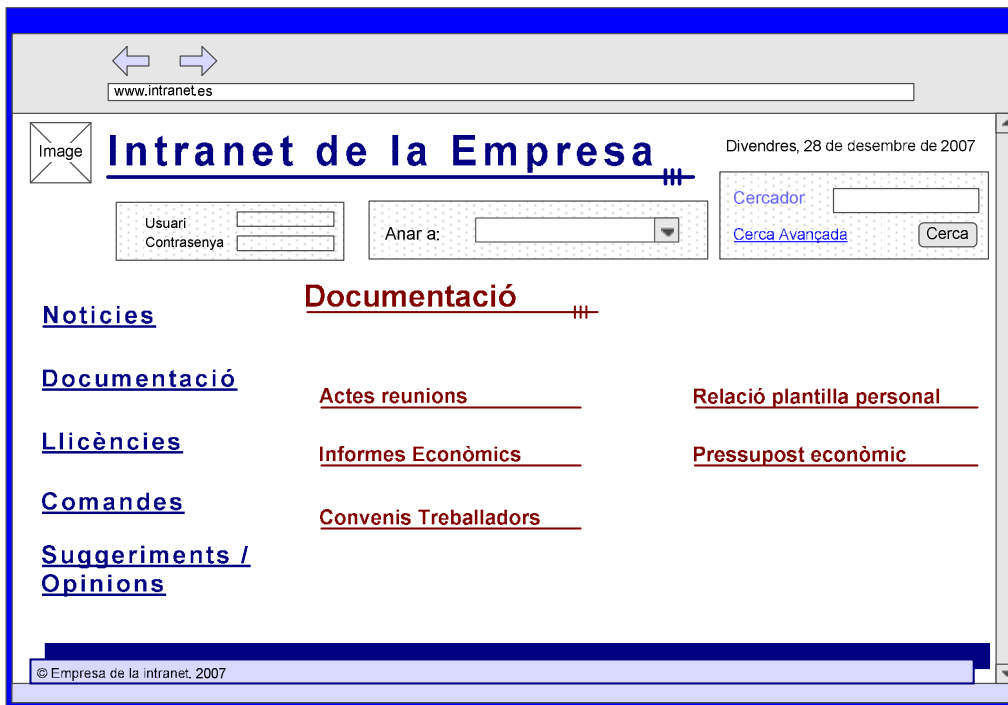 www.intranet.es
Image
Intranet de la Empresa
Divendres, 28 de desembre de 2007
Usuari
Contrasenya
Anar a:
Cercador
Cerca Avançada
Cerca
Noticies
Documentació
Llicències
Comandes
Suggeriments /
Opinions
Documentació
Actes reunions
Relació plantilla personal
Informes Econòmics
Pressupost econòmic
Convenis Treballadors
© Empresa de la intranet. 2007